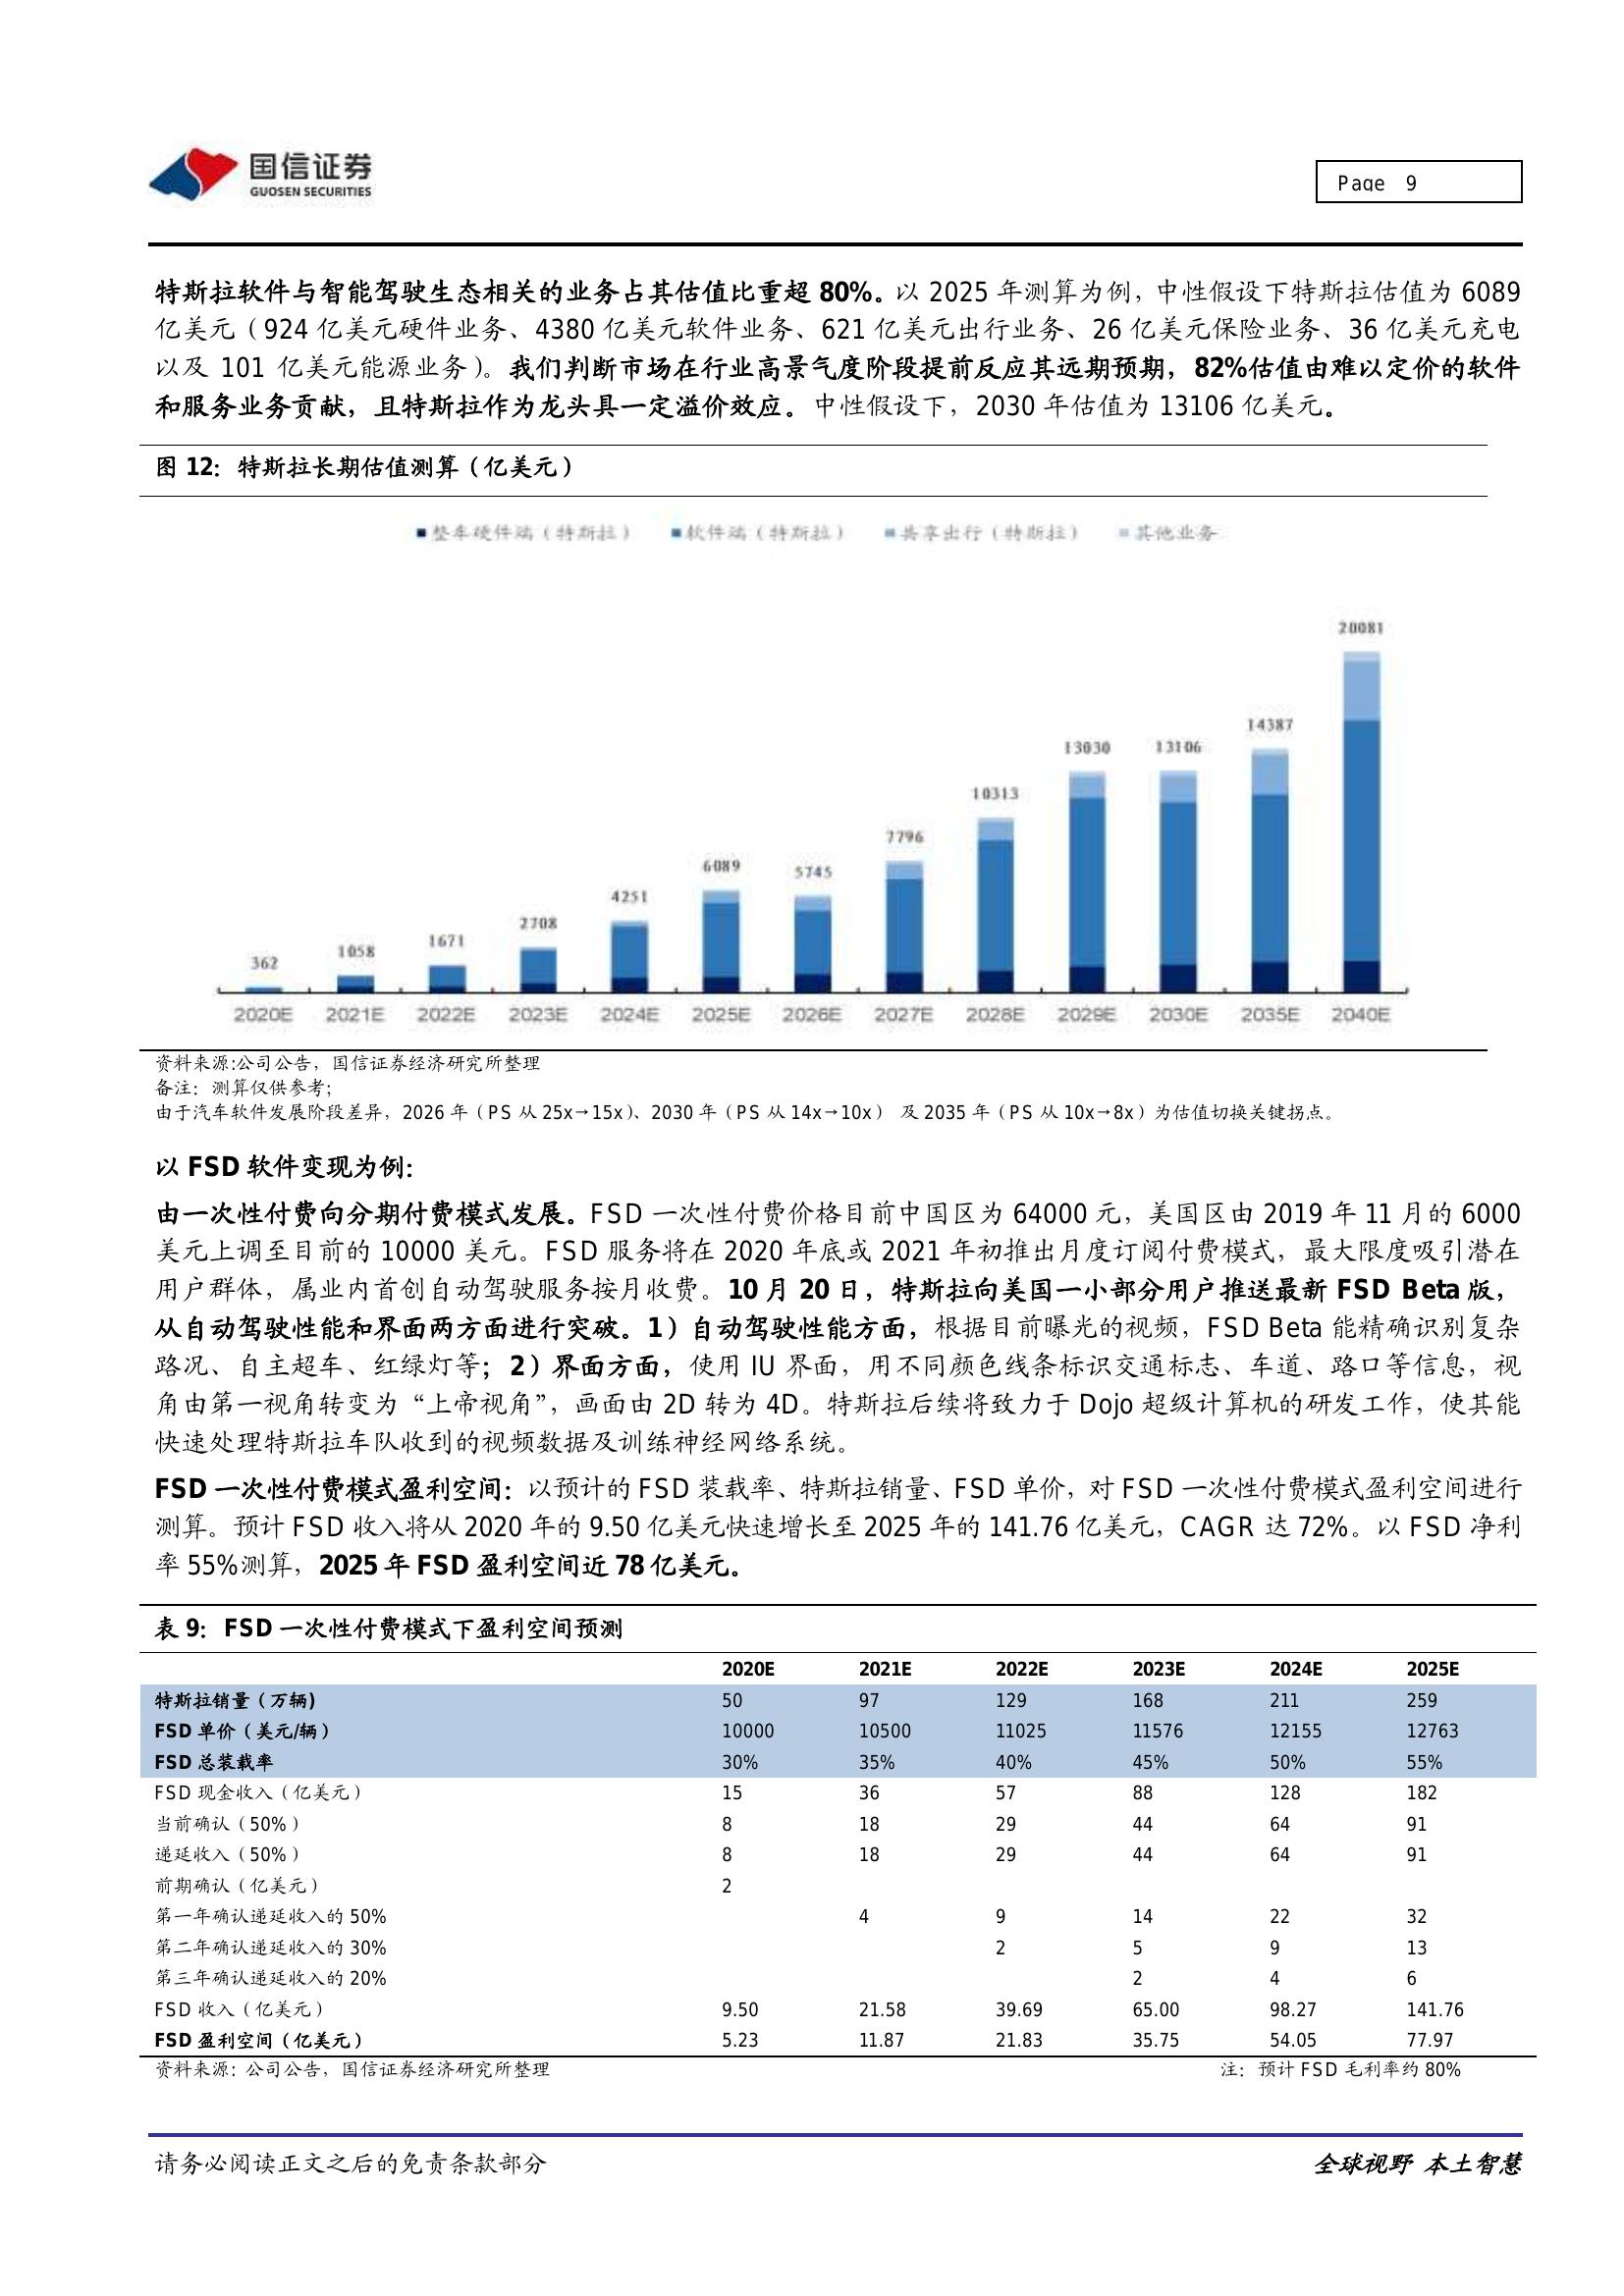 国信证券
GUOSEN SECURITIES
Page 9
特斯拉软件与智能驾驶生态相关的业务占其估值比重超 80%。以 2025 年测算为例，中性假设下特斯拉估值为 6089
亿美元（924 亿美元硬件业务、4380 亿美元软件业务、621 亿美元出行业务、26 亿美元保险业务、36 亿美元充电
以及 101 亿美元能源业务）。我们判断市场在行业高景气度阶段提前反应其远期预期，82%估值由难以定价的软件
和服务业务贡献，且特斯拉作为龙头具一定溢价效应。中性假设下，2030 年估值为 13106 亿美元。
图 12：特斯拉长期估值测算（亿美元）
整车硬件端（特斯拉） 软件端（特斯拉） 共享出行（特斯拉） 其他业务
20081
14387
13030 13106
10313
7796
6089 5745
4251
2708
1671
1058
362
2020E 2021E 2022E 2023E 2024E 2025E 2026E 2027E 2028E 2029E 2030E 2035E 2040E
资料来源:公司公告，国信证券经济研究所整理
备注：测算仅供参考；
由于汽车软件发展阶段差异，2026 年（PS 从 25x→15x）、2030 年（PS 从 14x→10x） 及 2035 年（PS 从 10x→8x）为估值切换关键拐点。
以 FSD 软件变现为例：
由一次性付费向分期付费模式发展。FSD 一次性付费价格目前中国区为 64000 元，美国区由 2019 年 11 月的 6000
美元上调至目前的 10000 美元。FSD 服务将在 2020 年底或 2021 年初推出月度订阅付费模式，最大限度吸引潜在
用户群体，属业内首创自动驾驶服务按月收费。10 月 20 日，特斯拉向美国一小部分用户推送最新 FSD Beta 版，
从自动驾驶性能和界面两方面进行突破。1）自动驾驶性能方面，根据目前曝光的视频，FSD Beta 能精确识别复杂
路况、自主超车、红绿灯等；2）界面方面，使用 IU 界面，用不同颜色线条标识交通标志、车道、路口等信息，视
角由第一视角转变为“上帝视角”，画面由 2D 转为 4D。特斯拉后续将致力于 Dojo 超级计算机的研发工作，使其能
快速处理特斯拉车队收到的视频数据及训练神经网络系统。
FSD 一次性付费模式盈利空间：以预计的 FSD 装载率、特斯拉销量、FSD 单价，对 FSD 一次性付费模式盈利空间进行
测算。预计 FSD 收入将从 2020 年的 9.50 亿美元快速增长至 2025 年的 141.76 亿美元，CAGR 达 72%。以 FSD 净利
率 55%测算，2025 年 FSD 盈利空间近 78 亿美元。
表 9：FSD 一次性付费模式下盈利空间预测
2020E 2021E 2022E 2023E 2024E 2025E
特斯拉销量（万辆) 50 97 129 168 211 259
FSD 单价（美元/辆） 10000 10500 11025 11576 12155 12763
FSD 总装载率 30% 35% 40% 45% 50% 55%
FSD 现金收入（亿美元） 15 36 57 88 128 182
当前确认（50%） 8 18 29 44 64 91
递延收入（50%） 8 18 29 44 64 91
前期确认（亿美元） 2
第一年确认递延收入的 50% 4 9 14 22 32
第二年确认递延收入的 30% 2 5 9 13
第三年确认递延收入的 20% 2 4 6
FSD 收入（亿美元） 9.50 21.58 39.69 65.00 98.27 141.76
FSD 盈利空间（亿美元） 5.23 11.87 21.83 35.75 54.05 77.97
资料来源：公司公告，国信证券经济研究所整理 注：预计 FSD 毛利率约 80%
请务必阅读正文之后的免责条款部分 全球视野 本土智慧